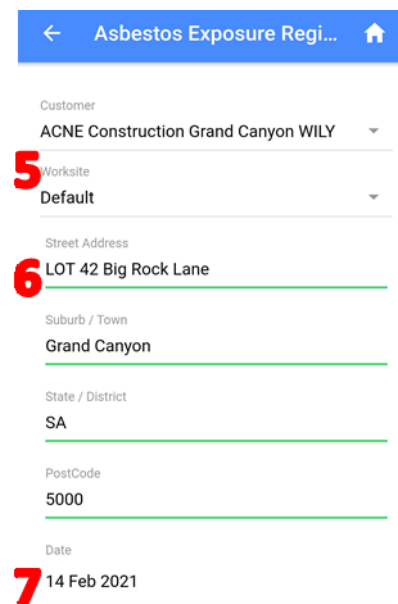 Asbestos Exposure Regi...
Customer
ACNE Construction Grand Canyon WILY
5
Worksite
Default
Street Address
6
LOT 42 Big Rock Lane
Suburb / Town
Grand Canyon
State / District
SA
PostCode
5000
Date
7
14 Feb 2021